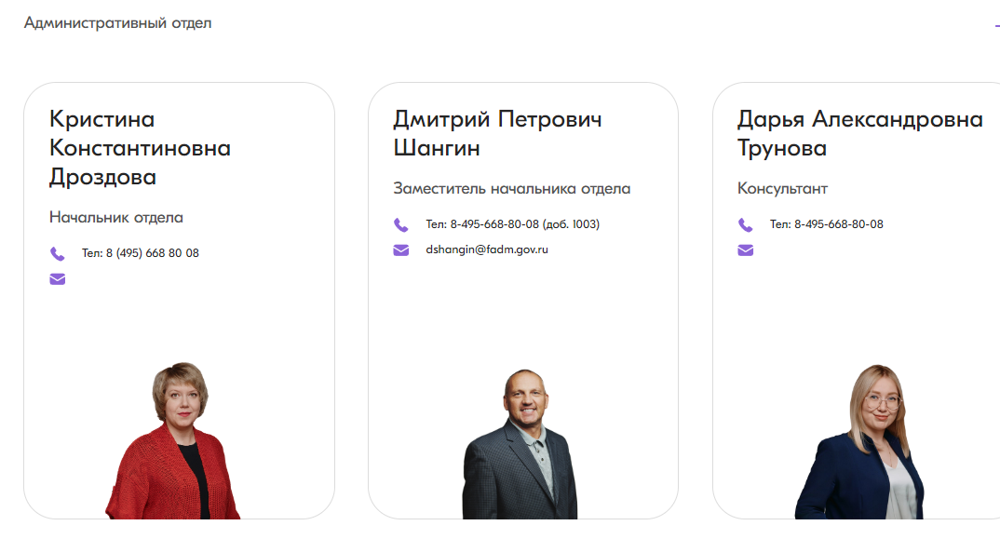 Административный отдел
Кристина
Константиновна
Дроздова
Начальник отдела
Тел: 8 (495) 668 80 08
Дмитрий Петрович
Шангин
Заместитель начальника отдела
Тел: 8-495-668-80-08 (доб. 1003)
dshangin@fadm.gov.ru
Дарья Александровна
Трунова
Консультант
Тел: 8-495-668-80-08